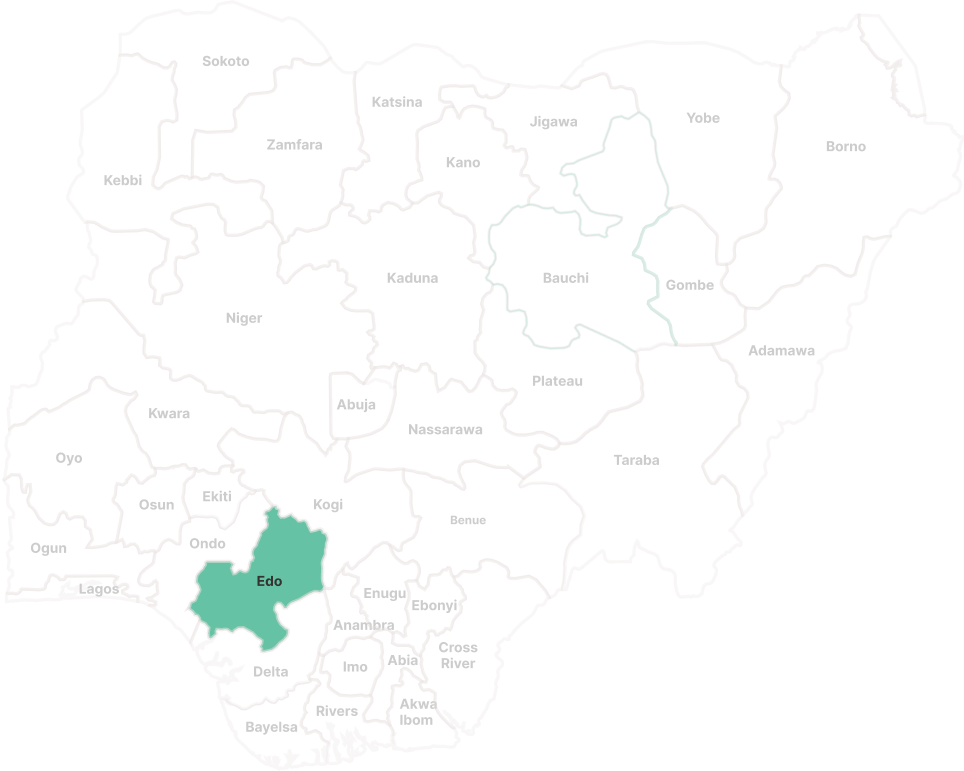 Sokoto
Katsina
Jigawa
Yobe
Zamfara
Borno
Kano
Kebbi
Kaduna
Bauchi
Gombe
Niger
Adamawa
Plateau
Abuja
Kwara
Nassarawa
Oyo
Taraba
Ekiti
Osun
Kogi
Benue
Ondo
Ogun
Edo
Lagos
Enugu
Ebonyi
Anambra
Cross
River
Abia
Imo
Delta
Akwa
Ibom
Rivers
Bayelsa